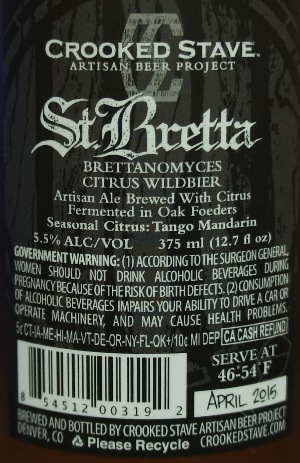 CROOKED STAVE™
ARTISAN BEER PROJECT
St. Bretta
BRETTANOMYCES
CITRUS WILDBIER
Artisan Ale Brewed With Citrus
Fermented in Oak Foeders
Seasonal Citrus: Tango Mandarin
5.5% ALC/VOL 375 ml (12.7 fl oz)
GOVERNMENT WARNING: (1) ACCORDING TO THE SURGEON GENERAL,
WOMEN SHOULD NOT DRINK ALCOHOLIC BEVERAGES DURING
PREGNANCY BECAUSE OF THE RISK OF BIRTH DEFECTS. (2) CONSUMPTION
OF ALCOHOLIC BEVERAGES IMPAIRS YOUR ABILITY TO DRIVE A CAR OR
OPERATE MACHINERY, AND MAY CAUSE HEALTH PROBLEMS.
5c CT-IA-ME-HI-MA-VT-DE-OR-NY-FL-OK+/10c MI DEP CA CASH REFUND
SERVE AT
46-54°F
8 54512 00319 2
APRIL 2015
BREWED AND BOTTLED BY CROOKED STAVE ARTISAN BEER PROJECT
DENVER, CO Please Recycle CROOKEDSTAVE.COM